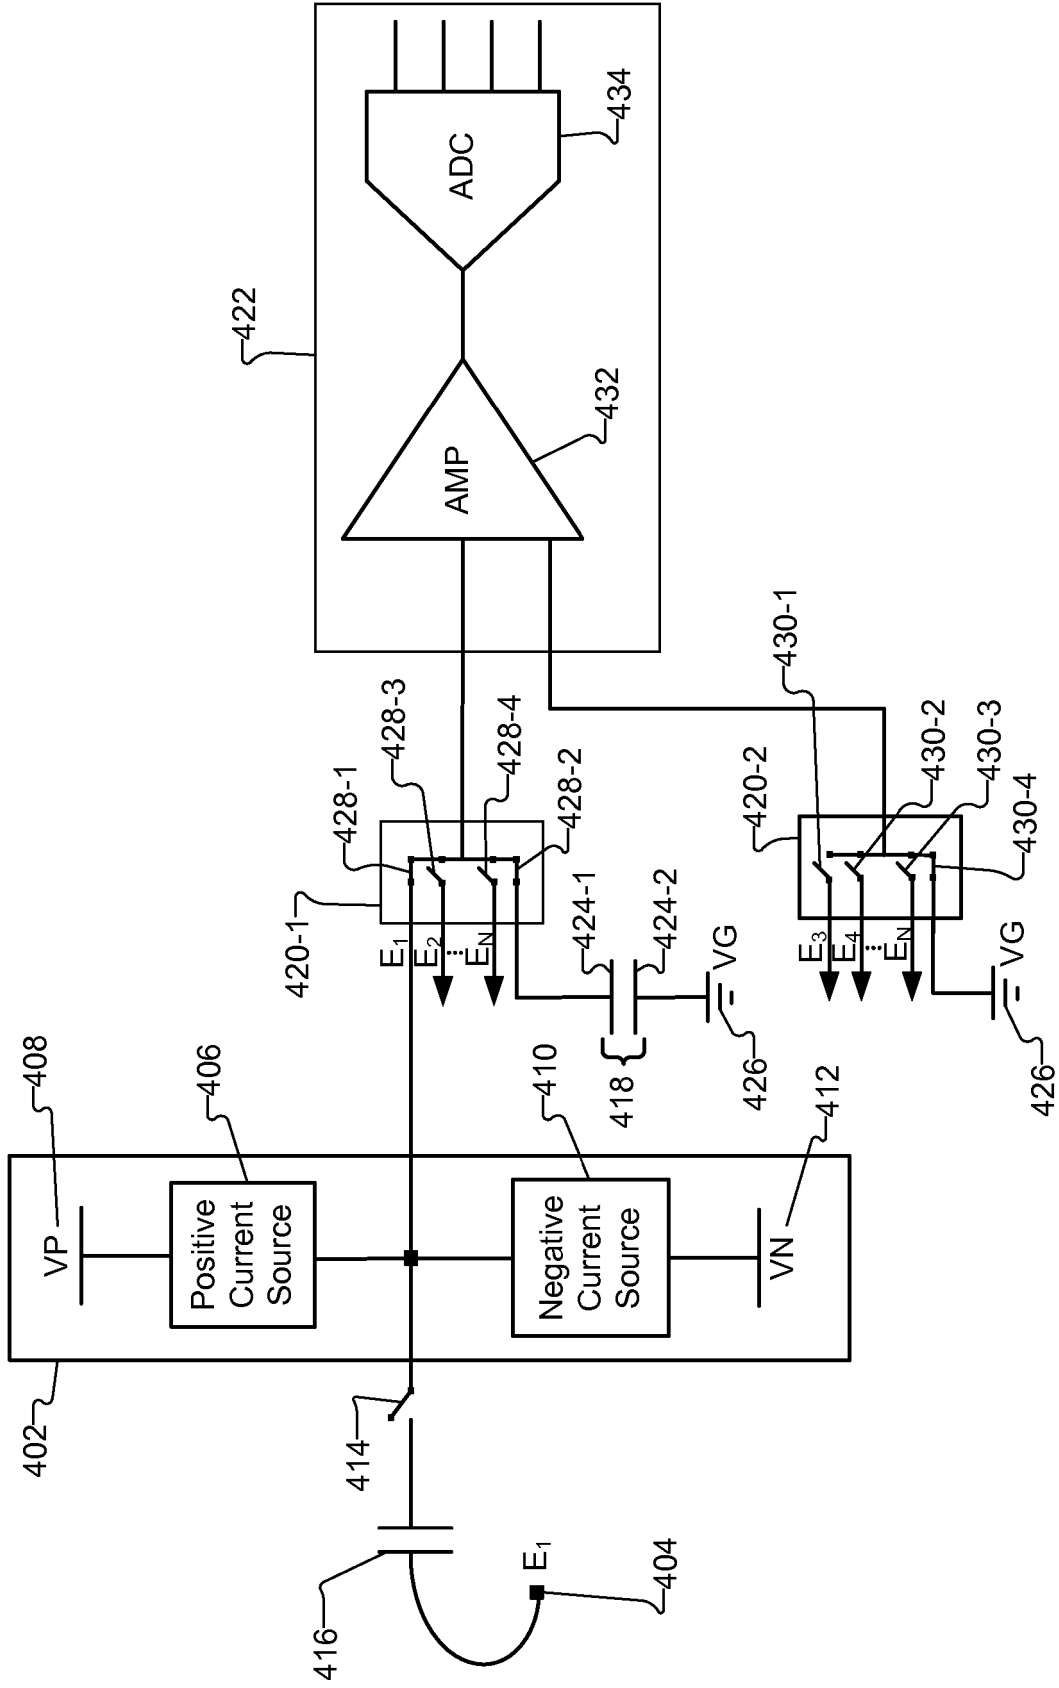 402
VP
408
Positive
Current
Source
406
Negative
Current
Source
410
VN
412
414
416
E1
404
420-1
428-1
428-3
428-4
428-2
E1
E2
EN
424-1
424-2
418
VG
426
422
AMP
432
ADC
434
420-2
430-1
430-2
430-3
430-4
E3
E4
EN
VG
426